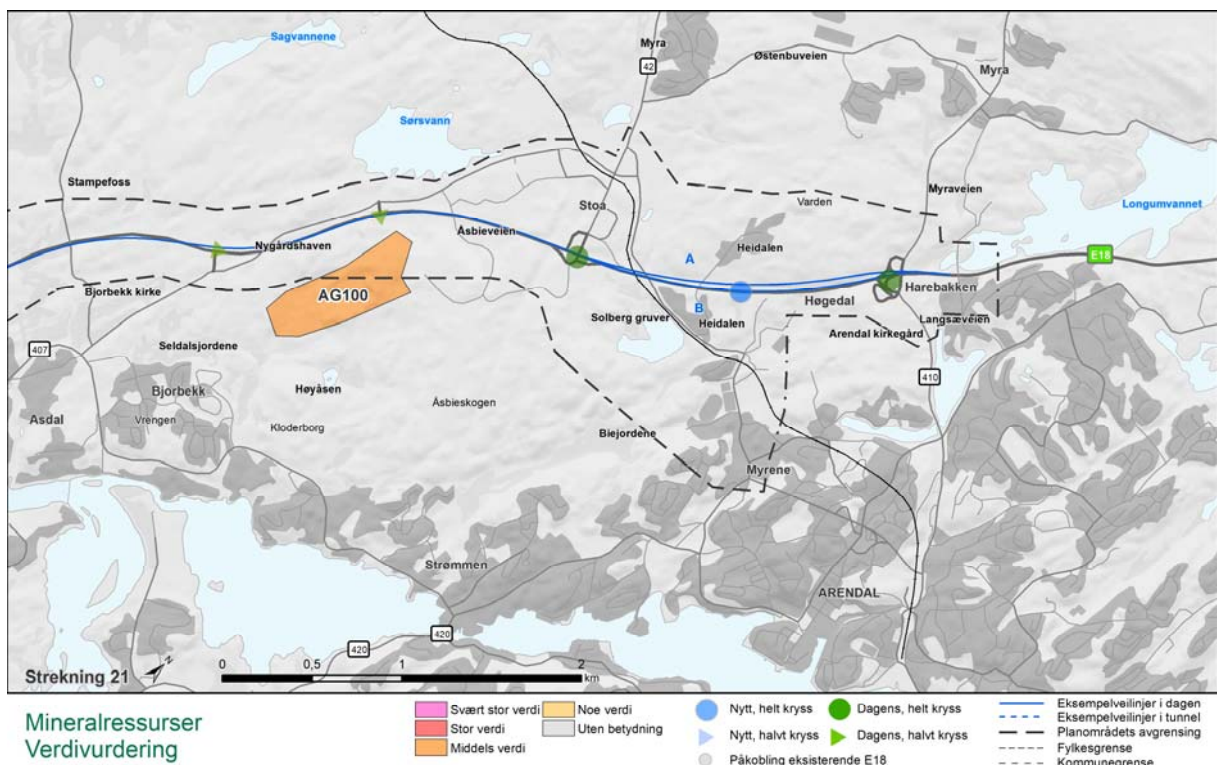 Sagvannene
Myra
42
Østenbuveien
Myra
Sørsvann
Stampefoss
Myraveien
Longumvannet
Varden
Stoa
Åsbieveien
Nygårdshaven
Heidalen
A
E18
Bjorbekk kirke
AG100
B
Høgedal
Harebakken
Solberg gruver
Heidalen
Arendal kirkegård
Langsæveien
407
Seldalsjordene
410
Bjorbekk
Høyåsen
Åsbieskogen
Asdal
Vrengen
Kloderborg
Biejordene
Myrene
Strømmen
ARENDAL
420
420
Strekning 21
N
0 0,5 1 2
km
Mineralressurser
Verdivurdering
Svært stor verdi
Stor verdi
Middels verdi
Noe verdi
Uten betydning
Nytt, helt kryss
Nytt, halvt kryss
Påkobling eksisterende E18
Dagens, helt kryss
Dagens, halvt kryss
Eksempelveilinjer i dagen
Eksempelveilinjer i tunnel
Planområdets avgrensing
Fylkesgrense
Kommunegrense